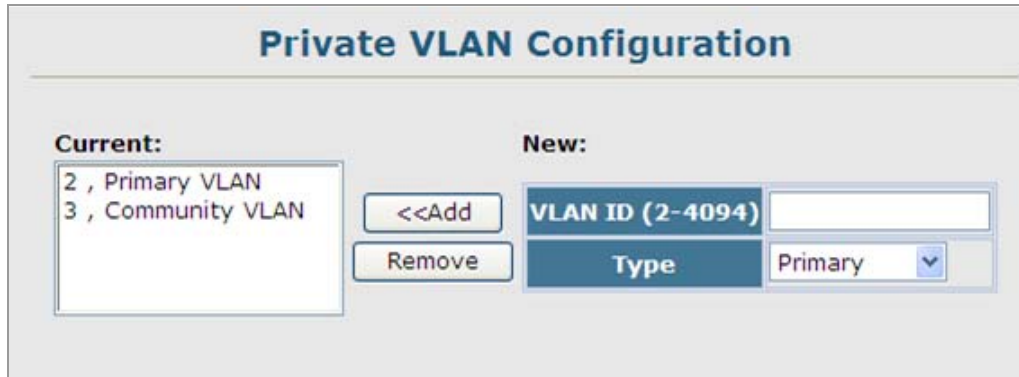 Private VLAN Configuration
Current:
New:
2 , Primary VLAN
3 , Community VLAN
<<Add
Remove
VLAN ID (2-4094)
Type
Primary